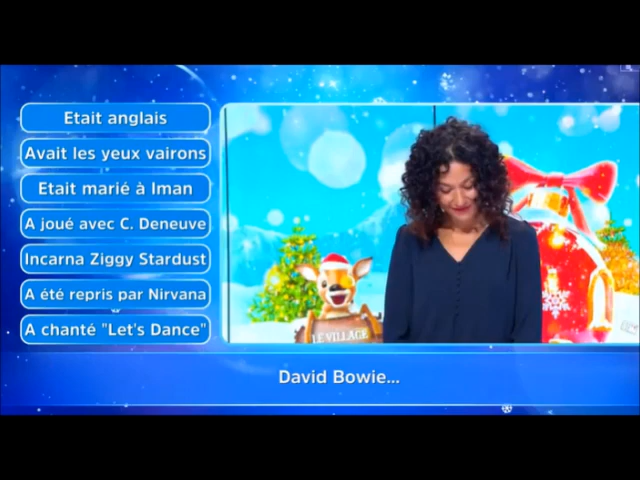 Etait anglais
Avait les yeux vairons
Etait marié à Iman
A joué avec C. Deneuve
Incarna Ziggy Stardust
A été repris par Nirvana
A chanté "Let's Dance"
LE VILLAGE
David Bowie...